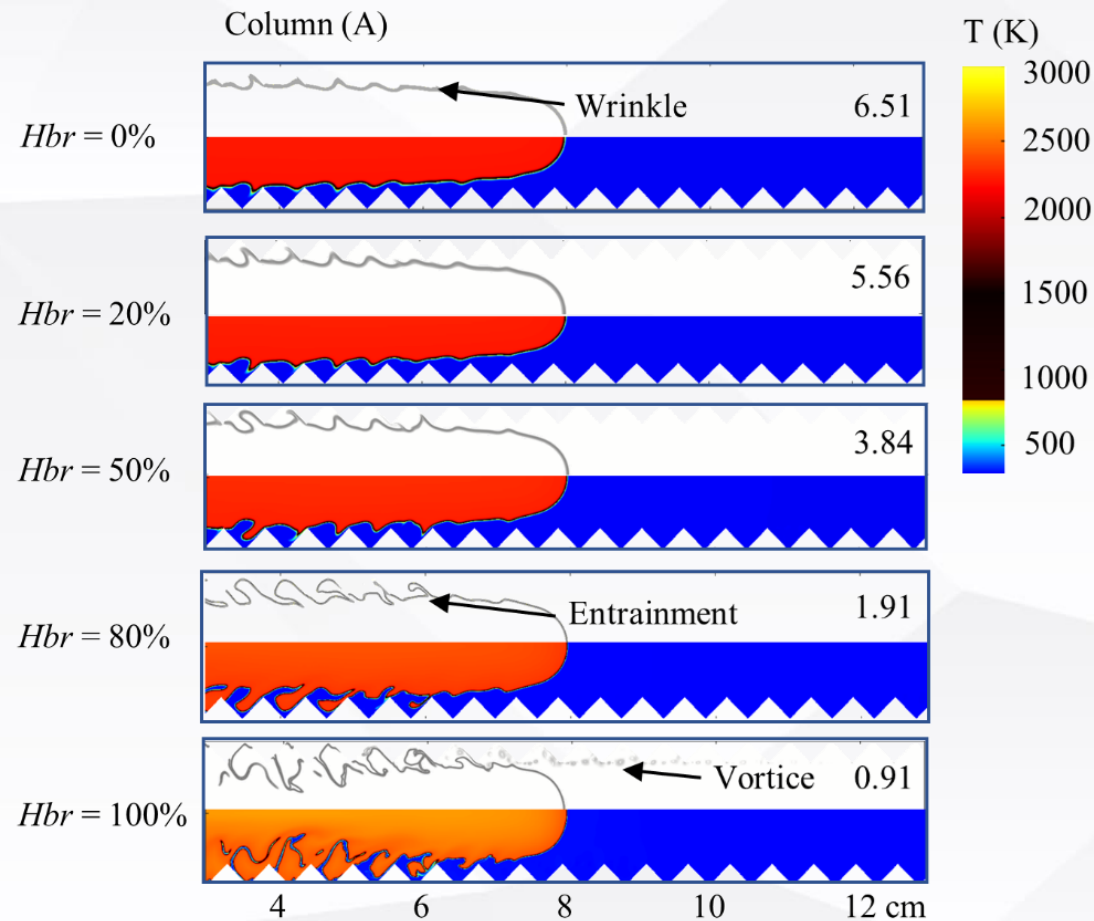 Column (A)
T (K)
Hbr = 0%
Wrinkle
6.51
Hbr = 20%
5.56
Hbr = 50%
3.84
Hbr = 80%
Entrainment
1.91
Hbr = 100%
Vortice
0.91
4 6 8 10 12 cm
3000
2500
2000
1500
1000
500